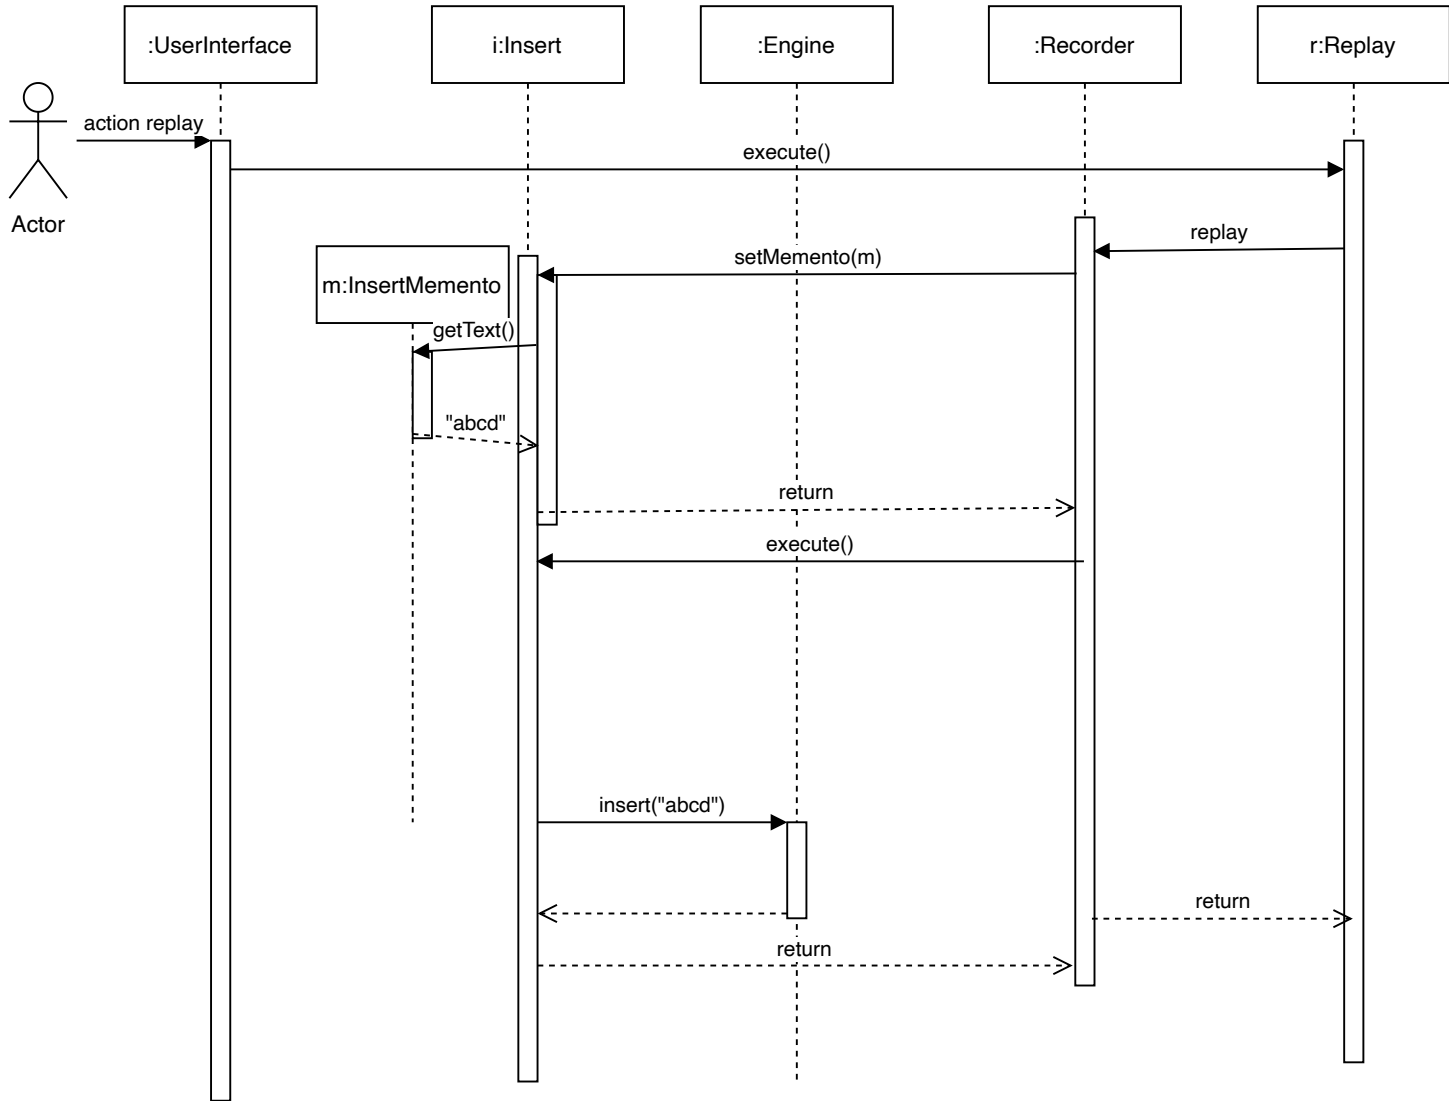 :UserInterface
i:Insert
:Engine
:Recorder
r:Replay
action replay
execute()
Actor
replay
setMemento(m)
m:InsertMemento
getText()
"abcd"
return
execute()
insert("abcd")
return
return